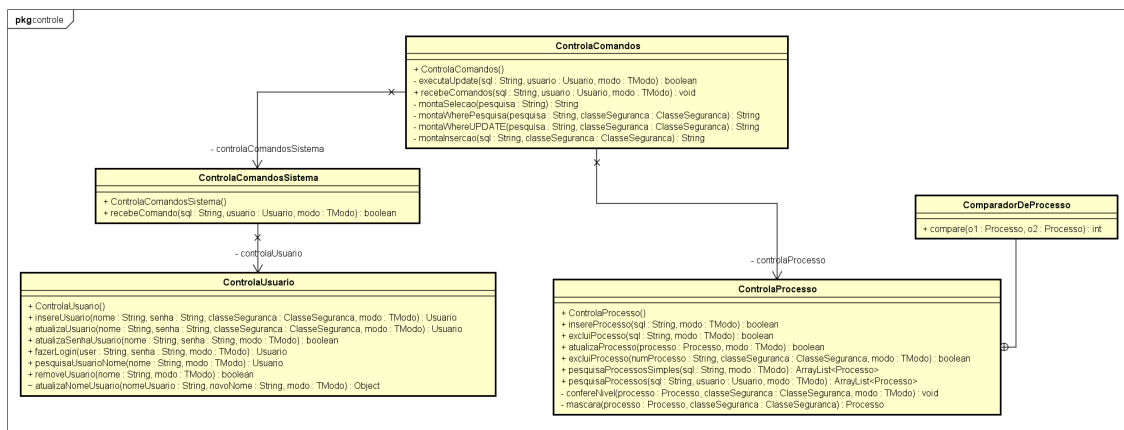 pkg controle
ControlaComandos
+ ControlaComandos()
- executaUpdate(sql : String, usuario : Usuario, modo : TModo) : boolean
+ recebeComandos(sql : String, usuario : Usuario, modo : TModo) : void
- montaSelecao(pesquisa : String) : String
- montaWherePesquisa(pesquisa : String, classeSeguranca : ClasseSeguranca) : String
- montaWhereUPDATE(pesquisa : String, classeSeguranca : ClasseSeguranca) : String
- montaInsercao(sql : String, classeSeguranca : ClasseSeguranca) : String
- controlaComandosSistema
ControlaComandosSistema
+ ControlaComandosSistema()
+ recebeComando(sql : String, usuario : Usuario, modo : TModo) : boolean
ComparadorDeProcesso
+ compare(o1 : Processo, o2 : Processo) : int
- controlaUsuario
- controlaProcesso
ControlaUsuario
+ ControlaUsuario()
+ insereUsuario(nome : String, senha : String, classeSeguranca : ClasseSeguranca, modo : TModo) : Usuario
+ atualizaUsuario(nome : String, senha : String, classeSeguranca : ClasseSeguranca, modo : TModo) : Usuario
+ atualizaSenhaUsuario(nome : String, senha : String, modo : TModo) : boolean
+ fazerLogin(user : String, senha : String, modo : TModo) : Usuario
+ pesquisaUsuarioNome(nome : String, modo : TModo) : Usuario
+ removeUsuario(nome : String, modo : TModo) : boolean
~ atualizaNomeUsuario(nomeUsuario : String, novoNome : String, modo : TModo) : Object
ControlaProcesso
+ ControlaProcesso()
+ insereProcesso(sql : String, modo : TModo) : boolean
+ excluiPocesso(sql : String, modo : TModo) : boolean
+ atualizaProcesso(processo : Processo, modo : TModo) : boolean
+ excluiProcesso(numProcesso : String, classeSeguranca : ClasseSeguranca, modo : TModo) : boolean
+ pesquisaProcessosSimples(sql : String, modo : TModo) : ArrayList<Processo>
+ pesquisaProcessos(sql : String, usuario : Usuario, modo : TModo) : ArrayList<Processo>
- confereNivel(processo : Processo, classeSeguranca : ClasseSeguranca, modo : TModo) : void
- mascara(processo : Processo, classeSeguranca : ClasseSeguranca) : Processo